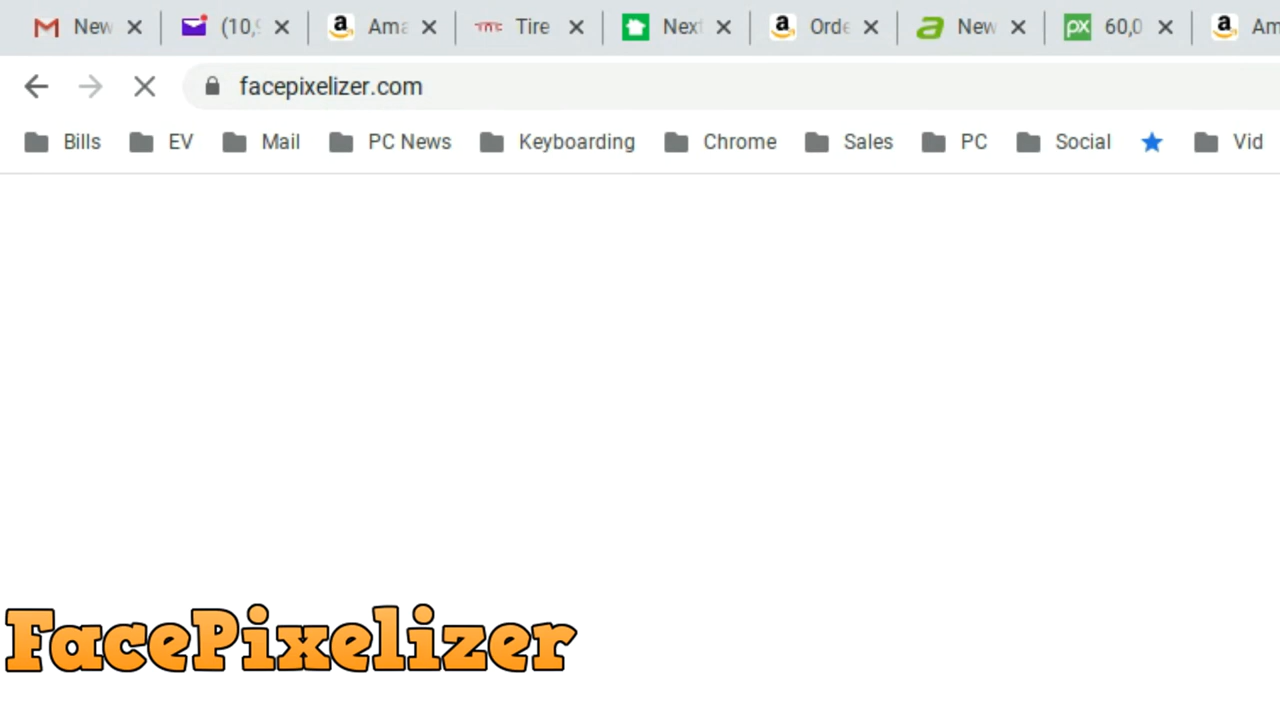 New (10,9 Ama Tire Next Orde New 60,0 Am
facepixelizer.com
Bills EV Mail PC News Keyboarding Chrome Sales PC Social Vid
FacePixelizer